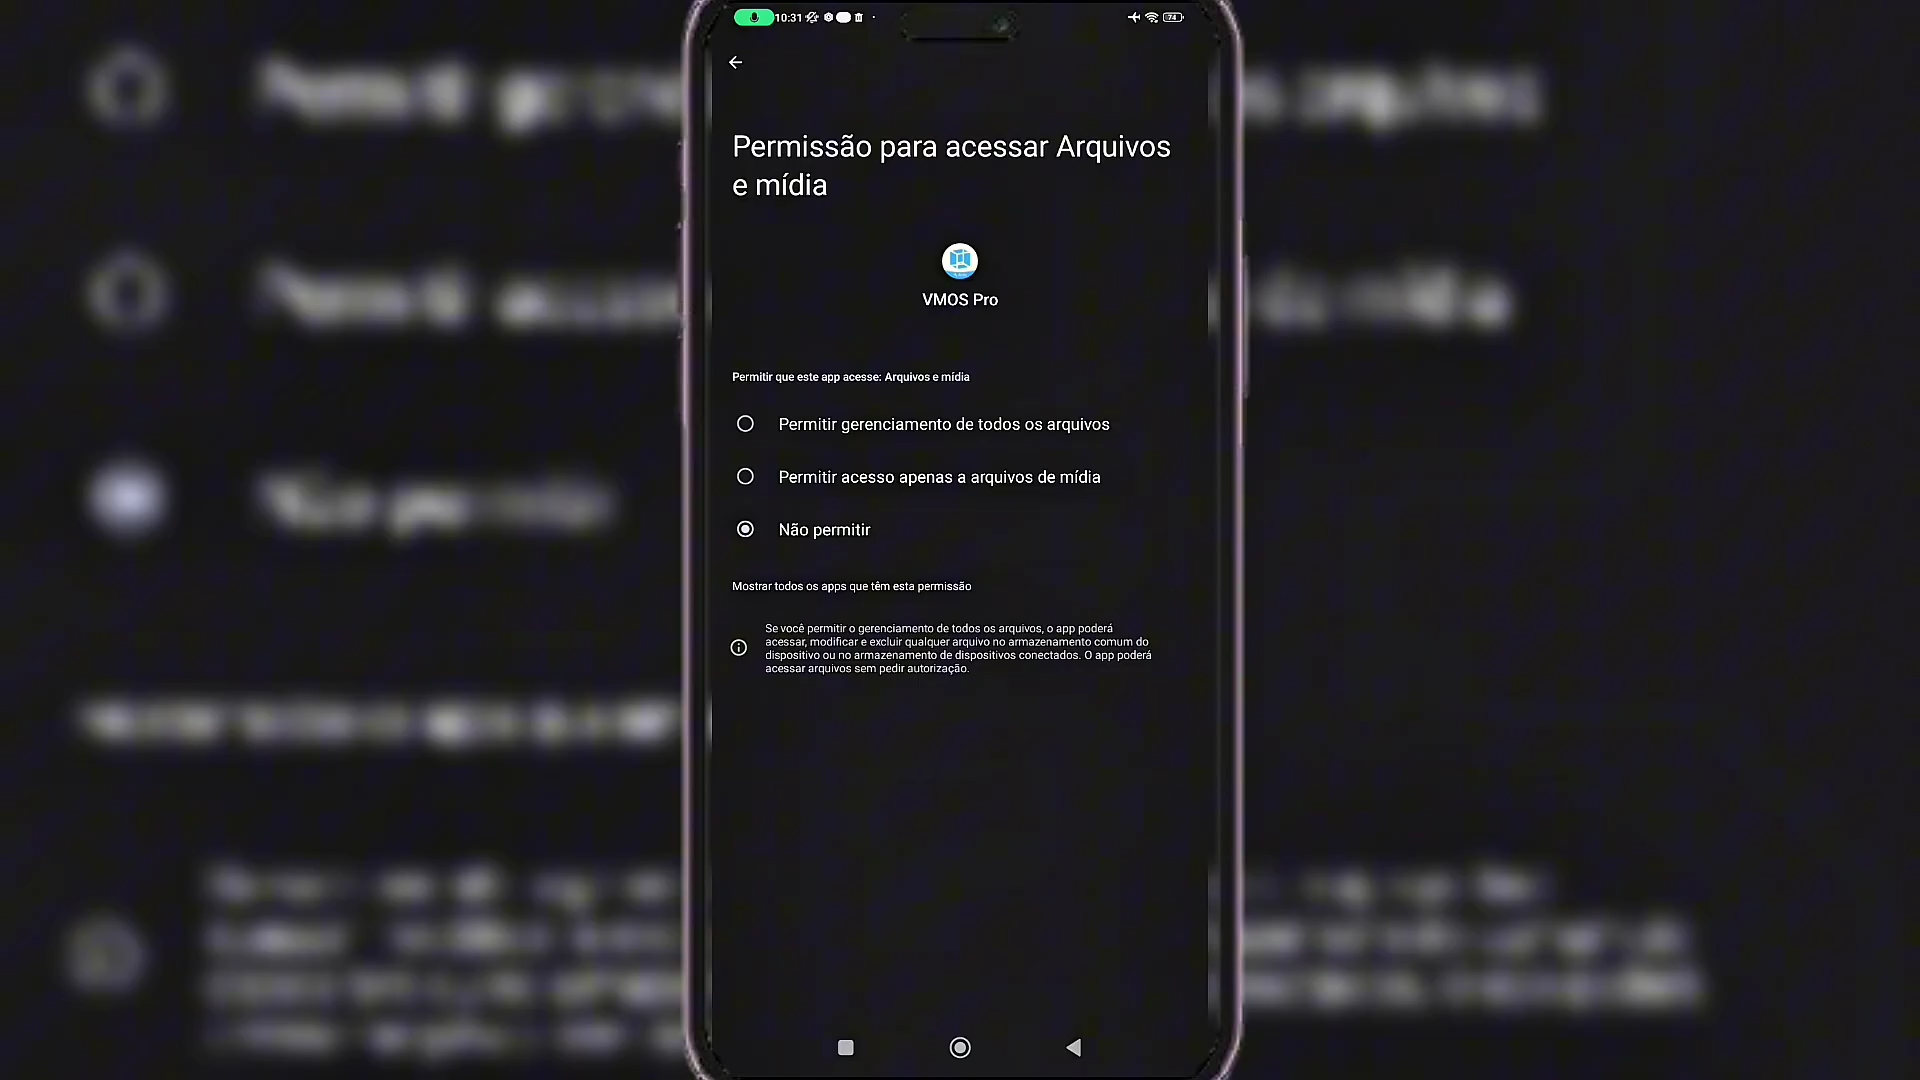 10:31
74
Permissão para acessar Arquivos
e mídia
VMOS Pro
Permitir que este app acesse: Arquivos e mídia
Permitir gerenciamento de todos os arquivos
Permitir acesso apenas a arquivos de mídia
Não permitir
Mostrar todos os apps que têm esta permissão
Se você permitir o gerenciamento de todos os arquivos, o app poderá
acessar, modificar e excluir qualquer arquivo no armazenamento comum do
dispositivo ou no armazenamento de dispositivos conectados. O app poderá
acessar arquivos sem pedir autorização.